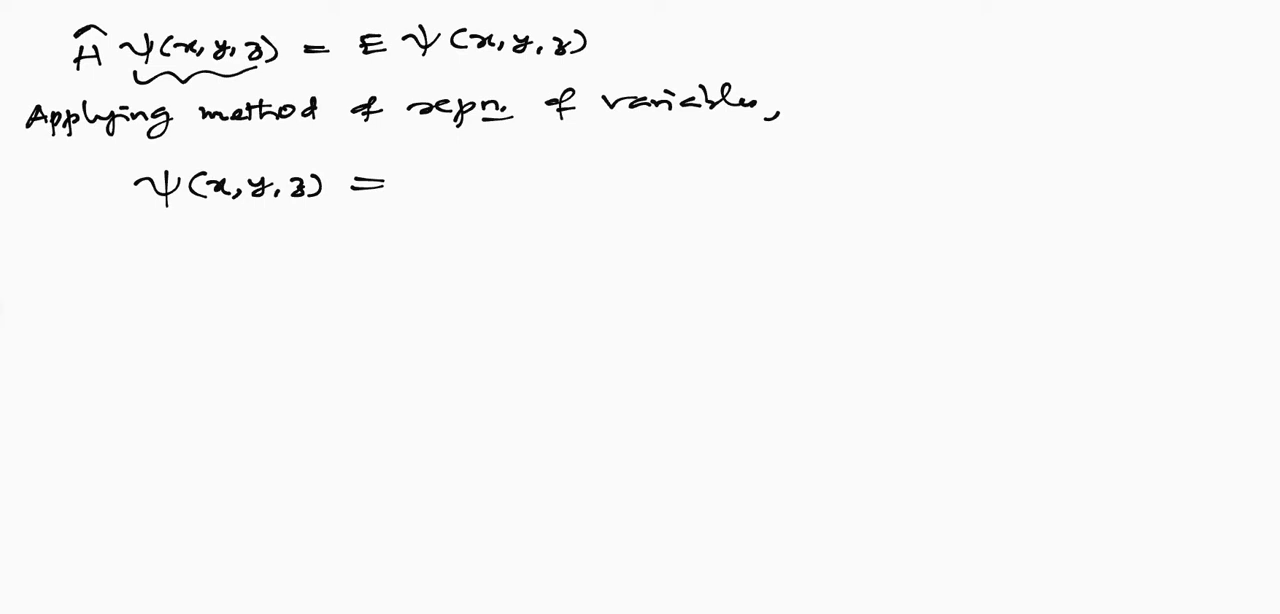 Ĥ ψ(x, y, z) = E ψ(x, y, z)
Applying method of sepn. of variables,
ψ(x, y, z) =